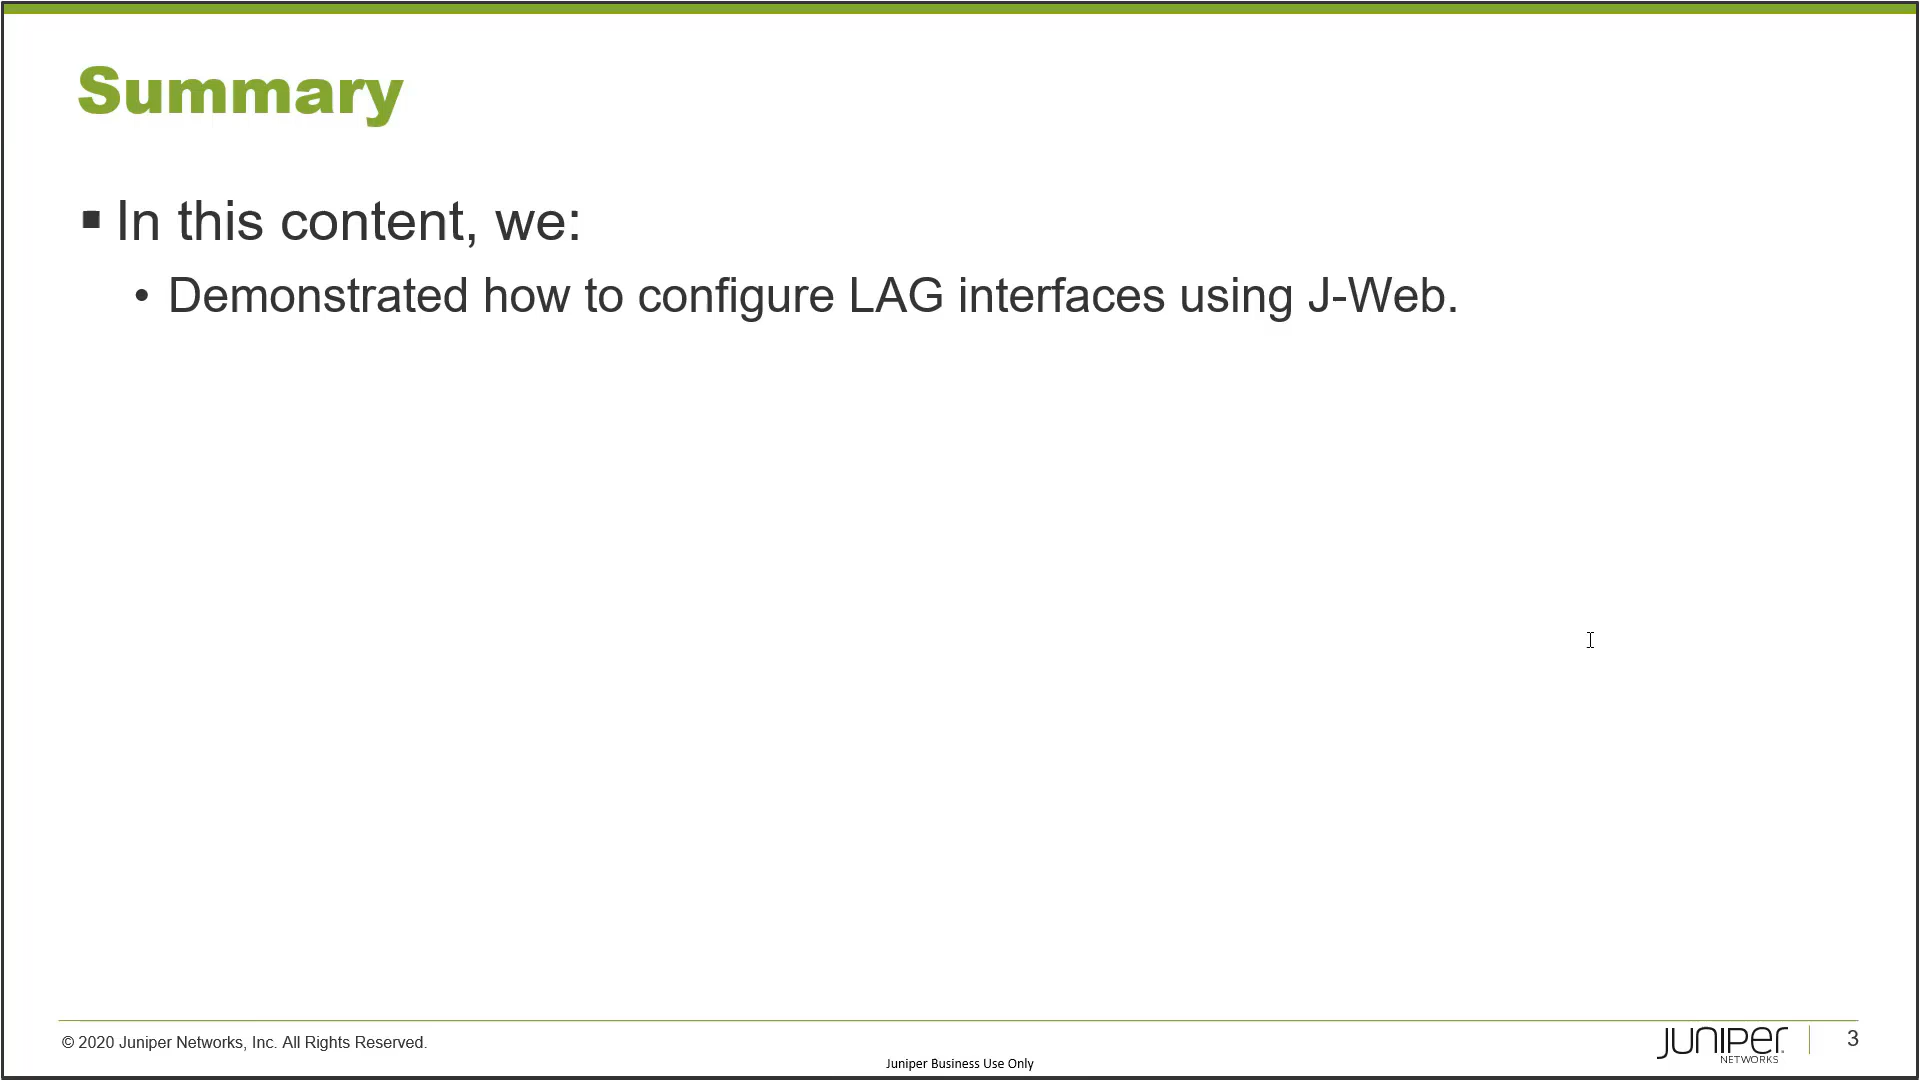 Summary
▪ In this content, we:
• Demonstrated how to configure LAG interfaces using J-Web.
© 2020 Juniper Networks, Inc. All Rights Reserved.
Juniper Business Use Only
JUNIPer
NETWORKS
3